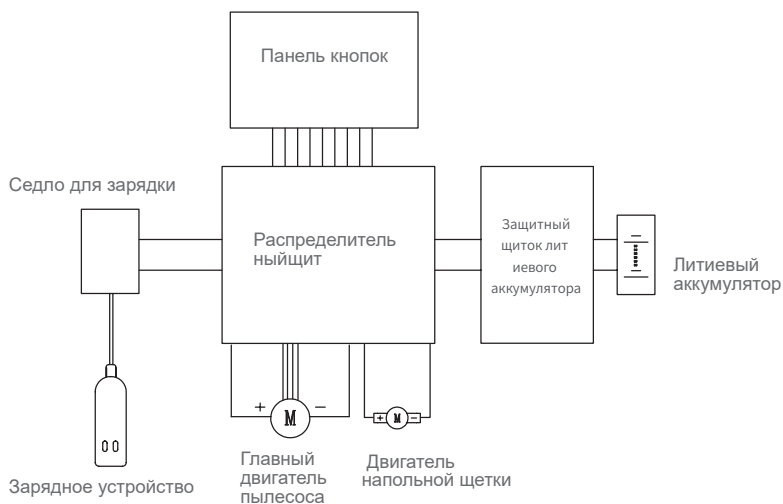 Панель кнопок
Седло для зарядки
Распределитель
ныйщит
Защитный
щиток лит
иевого
аккумулятора
Литиевый
аккумулятор
+ M −
+ M −
Зарядное устройство
Главный
двигатель
пылесоса
Двигатель
напольной щетки